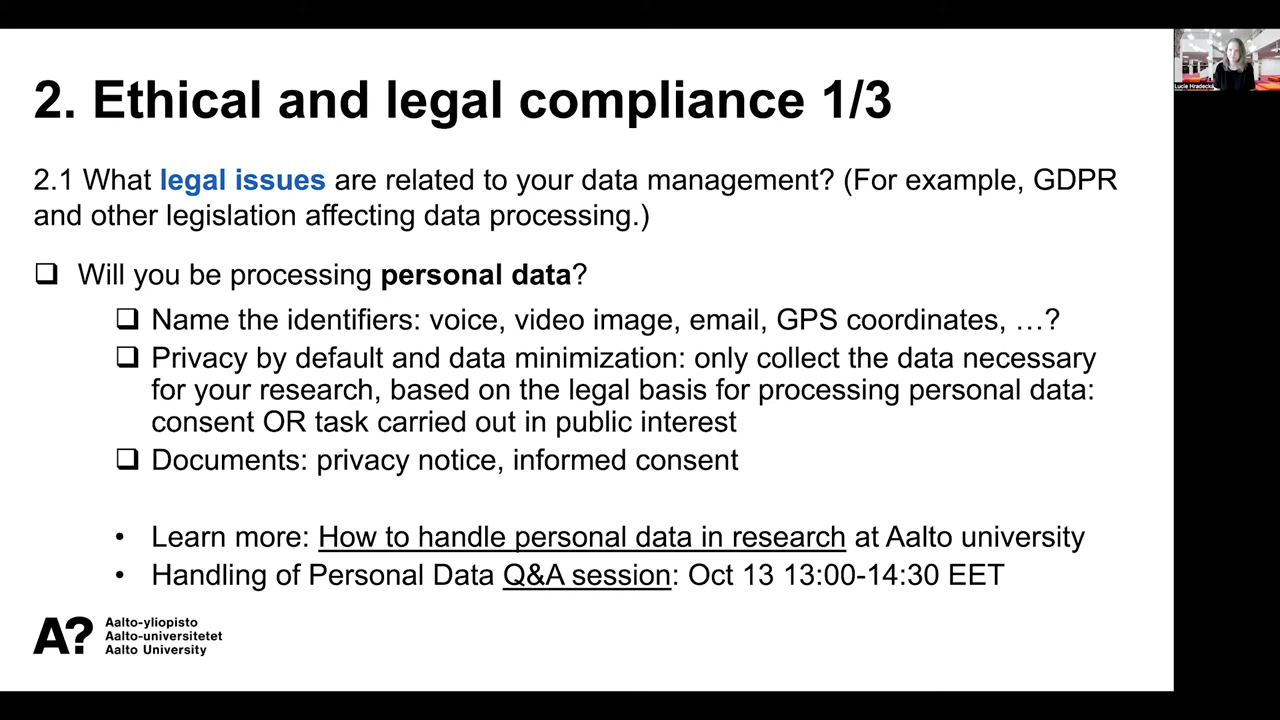 2. Ethical and legal compliance 1/3
Lucie Hradecká
2.1 What legal issues are related to your data management? (For example, GDPR
and other legislation affecting data processing.)
❑ Will you be processing personal data?
❑ Name the identifiers: voice, video image, email, GPS coordinates, …?
❑ Privacy by default and data minimization: only collect the data necessary
for your research, based on the legal basis for processing personal data:
consent OR task carried out in public interest
❑ Documents: privacy notice, informed consent
• Learn more: How to handle personal data in research at Aalto university
• Handling of Personal Data Q&A session: Oct 13 13:00-14:30 EET
A? Aalto-yliopisto
Aalto-universitetet
Aalto University